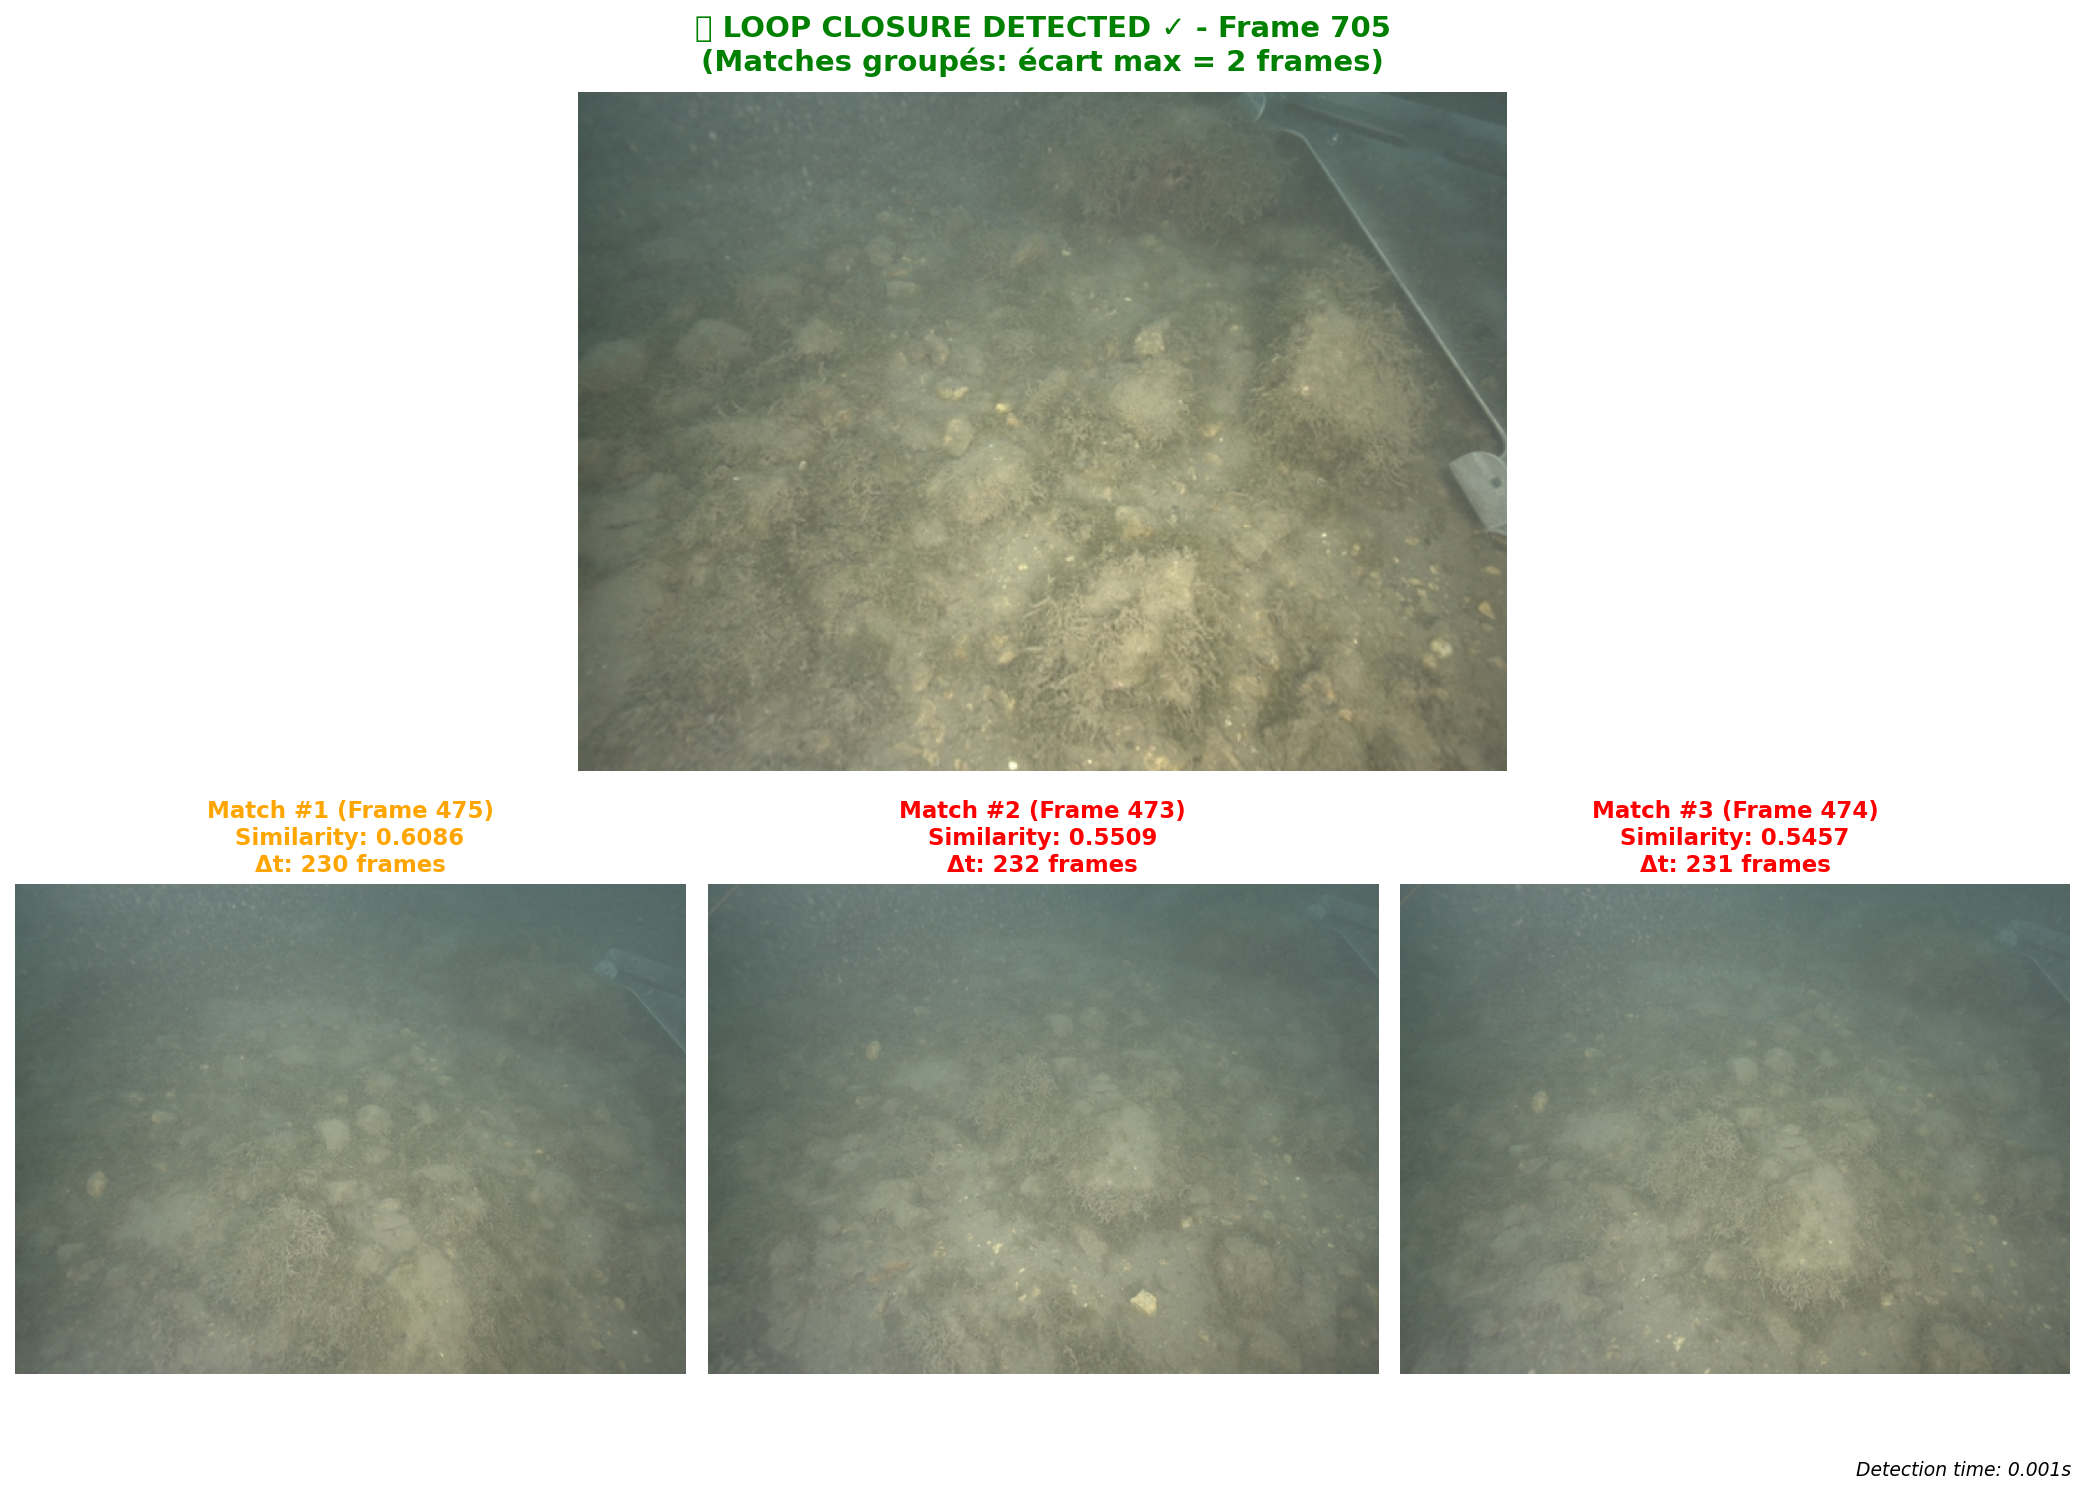 LOOP CLOSURE DETECTED ✓ - Frame 705
(Matches groupés: écart max = 2 frames)
Match #1 (Frame 475)
Similarity: 0.6086
Δt: 230 frames
Match #2 (Frame 473)
Similarity: 0.5509
Δt: 232 frames
Match #3 (Frame 474)
Similarity: 0.5457
Δt: 231 frames
Detection time: 0.001s